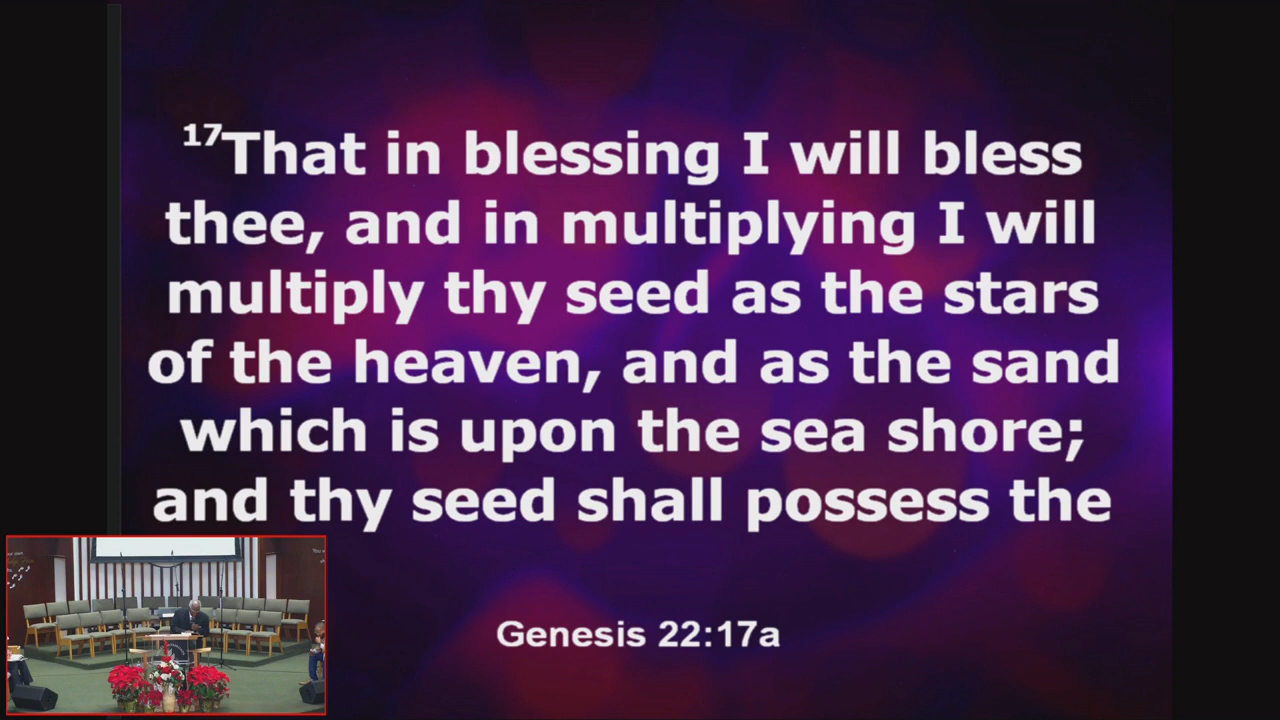 17That in blessing I will bless
thee, and in multiplying I will
multiply thy seed as the stars
of the heaven, and as the sand
which is upon the sea shore;
and thy seed shall possess the
Genesis 22:17a